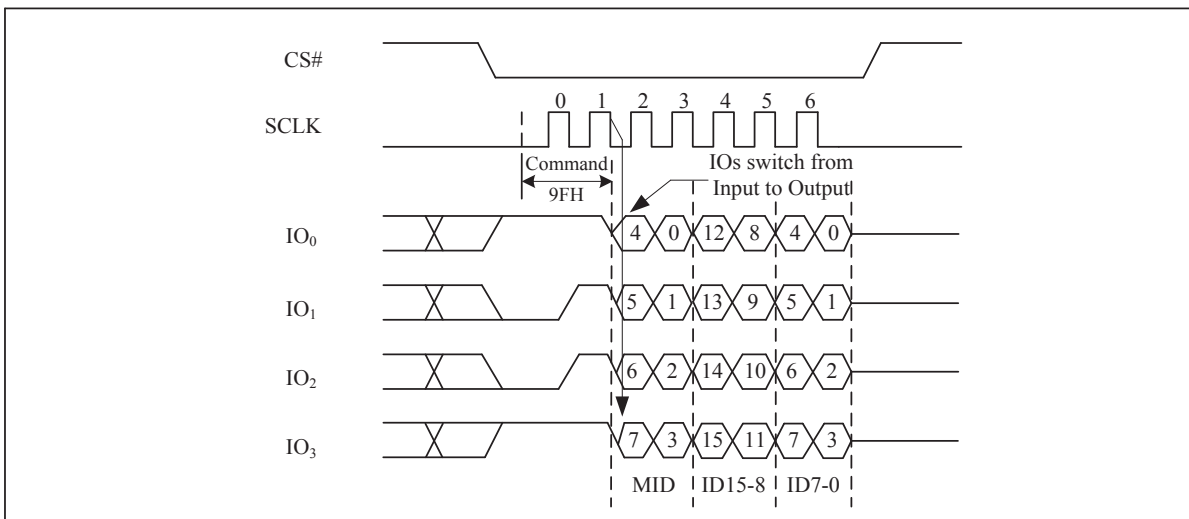 CS#
0 1 2 3 4 5 6
SCLK
Command
9FH
IOs switch from
Input to Output
IO₀
4 0 12 8 4 0
IO₁
5 1 13 9 5 1
IO₂
6 2 14 10 6 2
IO₃
7 3 15 11 7 3
MID ID15-8 ID7-0